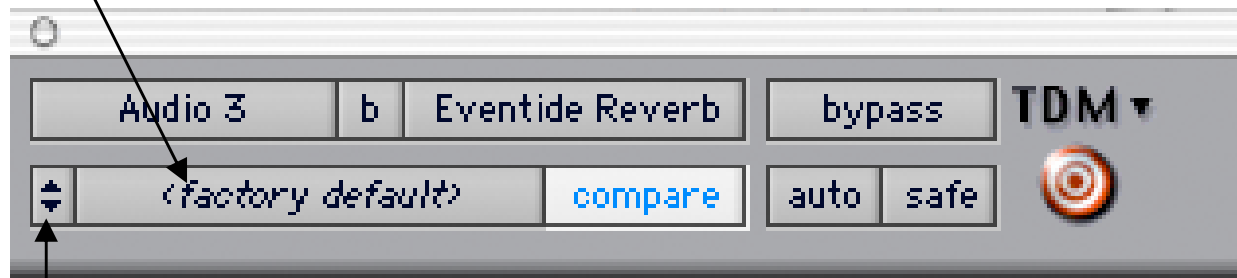 Audio 3 b Eventide Reverb bypass TDM
<factory default> compare auto safe